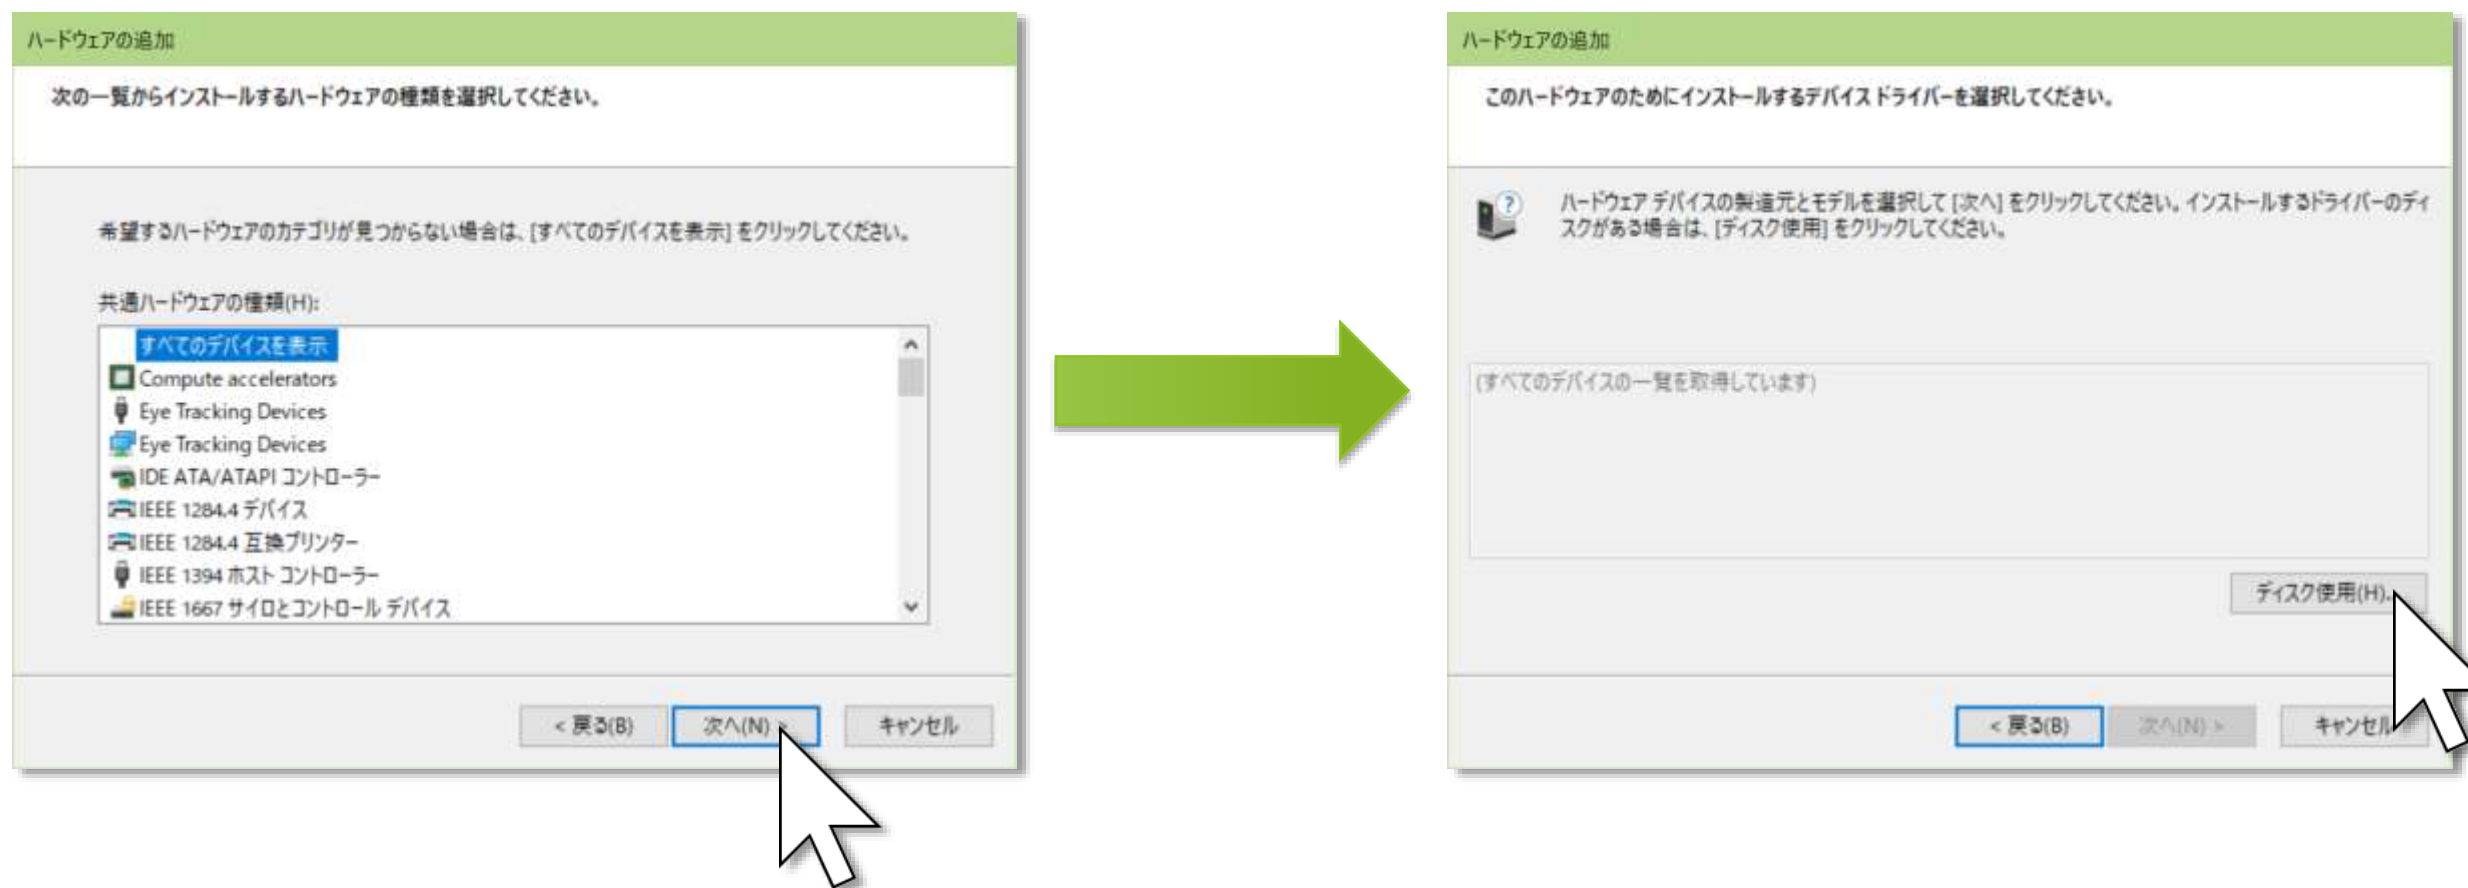 ハードウェアの追加
次の一覧からインストールするハードウェアの種類を選択してください。
希望するハードウェアのカテゴリが見つからない場合は、[すべてのデバイスを表示] をクリックしてください。
共通ハードウェアの種類(H):
すべてのデバイスを表示
Compute accelerators
Eye Tracking Devices
Eye Tracking Devices
IDE ATA/ATAPI コントローラー
IEEE 1284.4 デバイス
IEEE 1284.4 互換プリンター
IEEE 1394 ホスト コントローラー
IEEE 1667 サイロとコントロール デバイス
< 戻る(B)
次へ(N) >
キャンセル
ハードウェアの追加
このハードウェアのためにインストールするデバイス ドライバーを選択してください。
ハードウェア デバイスの製造元とモデルを選択して [次へ] をクリックしてください。インストールするドライバーのディ
スクがある場合は、[ディスク使用] をクリックしてください。
(すべてのデバイスの一覧を取得しています)
ディスク使用(H)..
< 戻る(B)
次へ(N) >
キャンセル